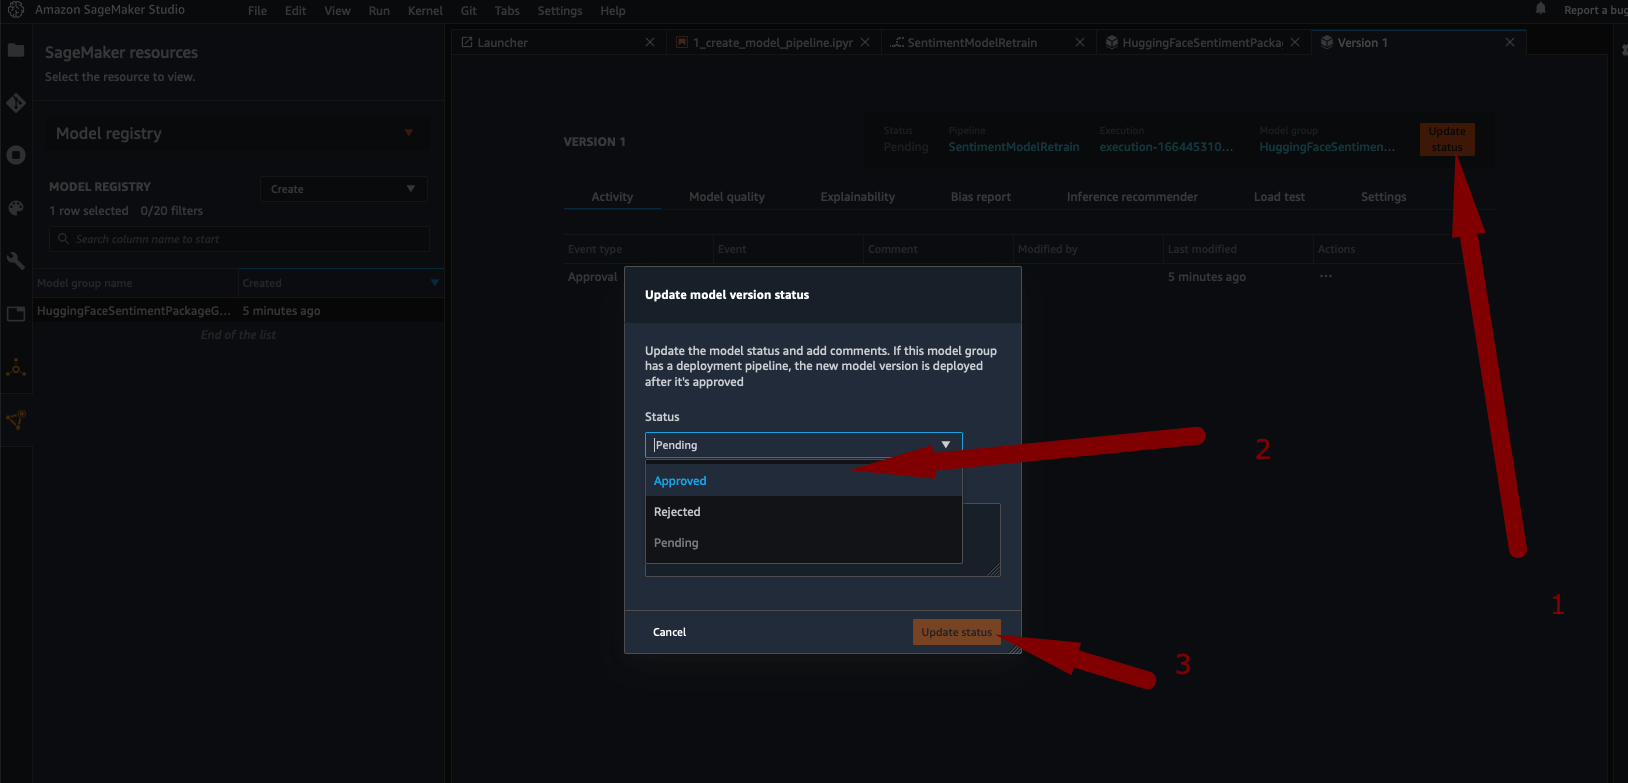 Amazon SageMaker Studio
File Edit View Run Kernel Git Tabs Settings Help
Report a bug
SageMaker resources
Select the resource to view.
Model registry
MODEL REGISTRY
Create
1 row selected 0/20 filters
Search column name to start
Model group name Created
HuggingFaceSentimentPackageG... 5 minutes ago
End of the list
Launcher 1_create_model_pipeline.ipyr SentimentModelRetrain HuggingFaceSentimentPacka Version 1
VERSION 1
Status Pipeline Execution Model group
Pending SentimentModelRetrain execution-166445310... HuggingFaceSentimen...
Update
status
Activity Model quality Explainability Bias report Inference recommender Load test Settings
Event type Event Comment Modified by Last modified Actions
Approval 5 minutes ago ...
Update model version status
Update the model status and add comments. If this model group
has a deployment pipeline, the new model version is deployed
after it's approved
Status
Pending
Approved
Rejected
Pending
Cancel Update status
1
2
3